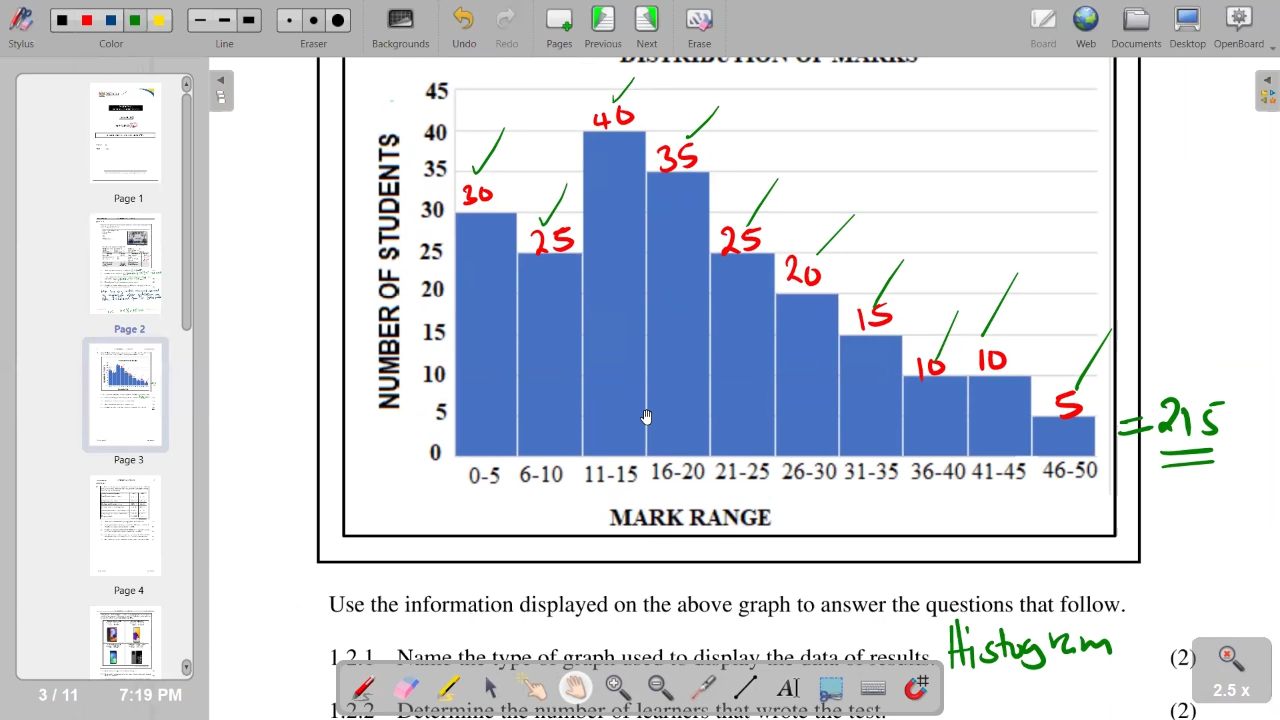 Stylus
Color
Line
Eraser
Backgrounds
Undo
Redo
Pages
Previous
Next
Erase
Board
Web
Documents
Desktop
OpenBoard
Page 1
Page 2
Page 3
Page 4
3 / 11
7:19 PM
DISTRIBUTION OF MARKS
NUMBER OF STUDENTS
45
40
35
30
25
20
15
10
5
0
30
25
40
35
25
20
15
10
10
5
= 215
0-5 6-10 11-15 16-20 21-25 26-30 31-35 36-40 41-45 46-50
MARK RANGE
Use the information displayed on the above graph to answer the questions that follow.
Histogram
1.2.1 Name the type of graph used to display the data of results. (2)
1.2.2 Determine the number of learners that wrote the test. (2)
AI
2.5 x